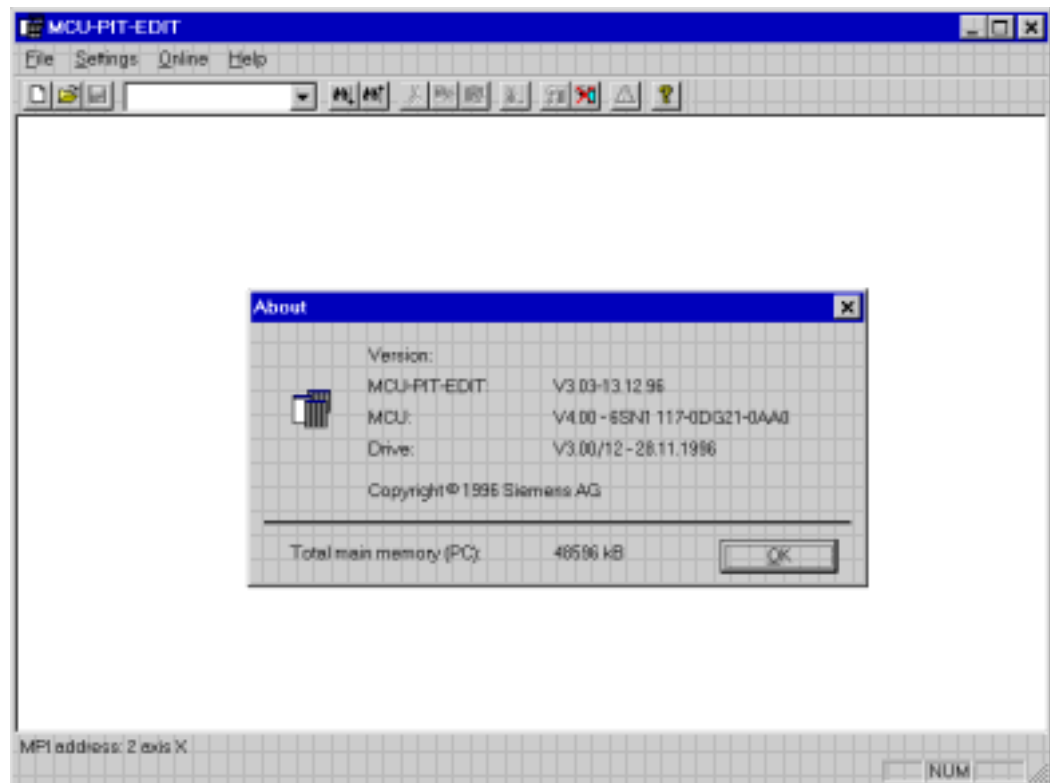 MCU-PIT-EDIT
File Settings Online Help
About
Version:
MCU-PIT-EDIT: V3.03-13.12.96
MCU: V4.00 - 6SN1 117-0DG21-0AA0
Drive: V3.00/12 - 28.11.1996
Copyright © 1996 Siemens AG
Total main memory (PC): 48596 kB
OK
MPI address: 2 axis X
NUM